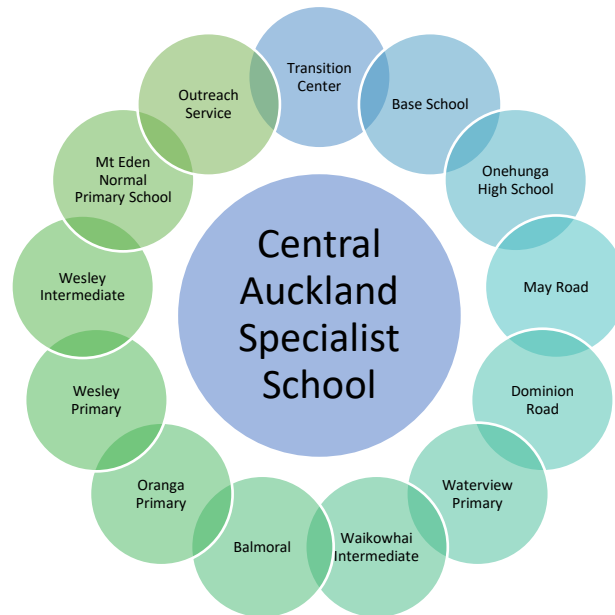 Central
Auckland
Specialist
School
Transition
Center
Base School
Onehunga
High School
May Road
Dominion
Road
Waterview
Primary
Waikowhai
Intermediate
Balmoral
Oranga
Primary
Wesley
Primary
Wesley
Intermediate
Mt Eden
Normal
Primary School
Outreach
Service